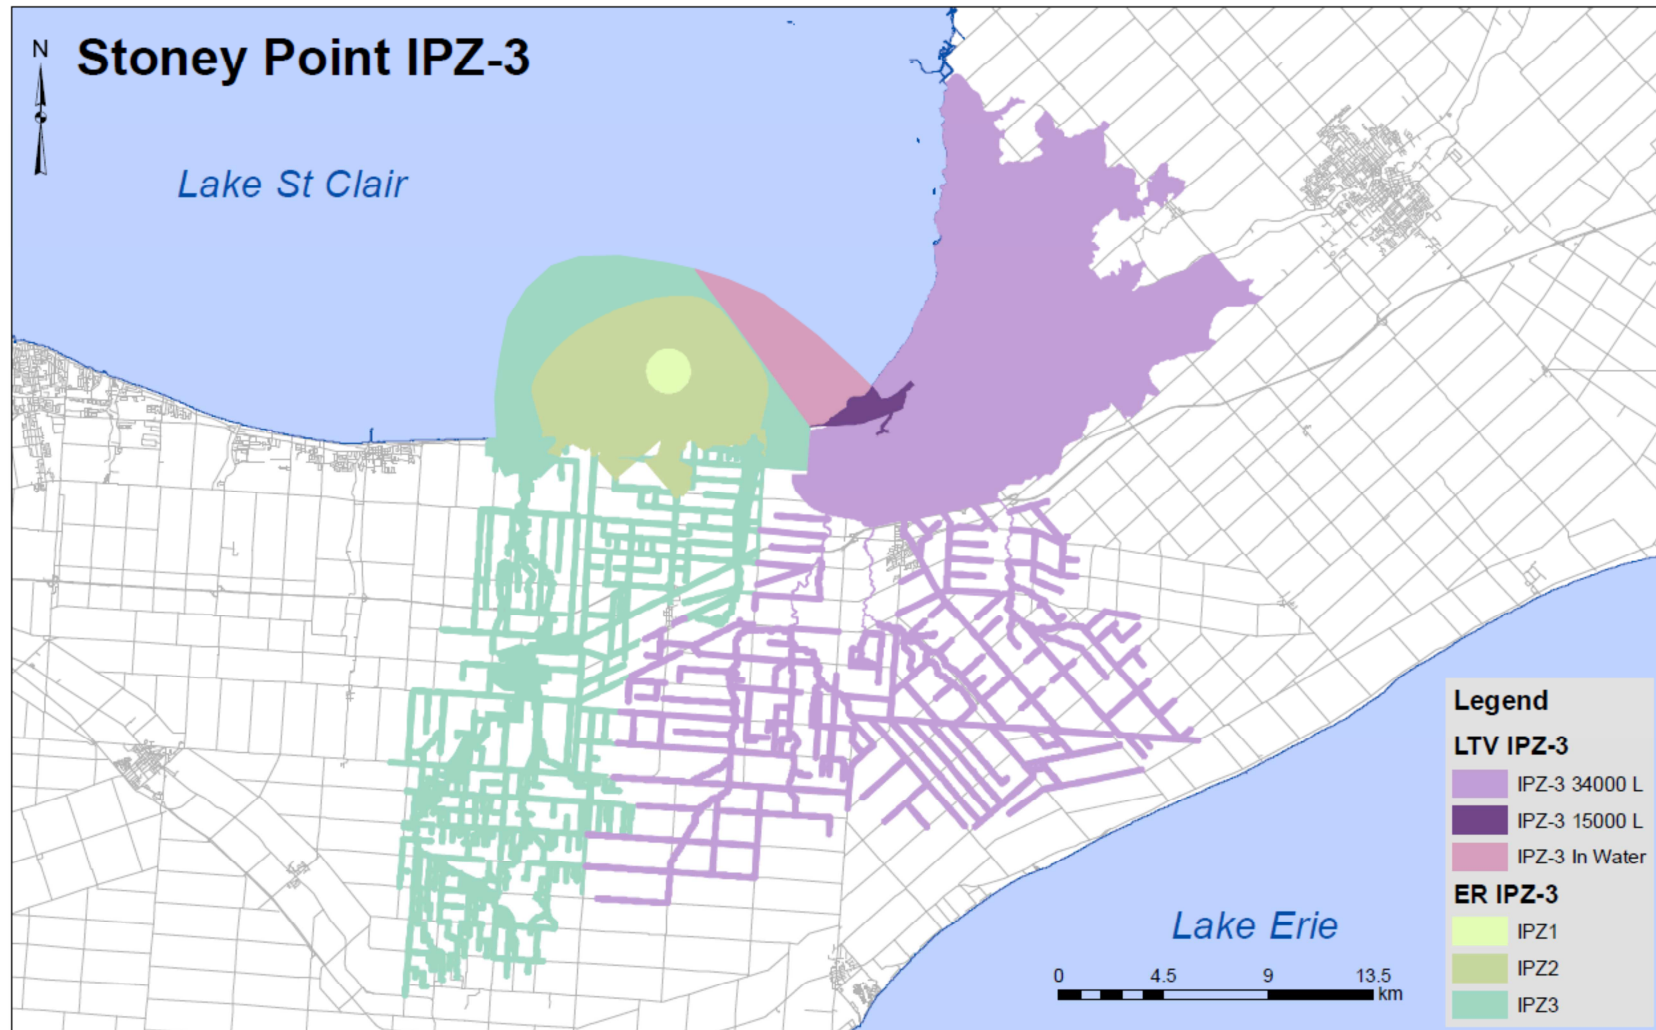 Stoney Point IPZ-3
N
Lake St Clair
Legend
LTV IPZ-3
IPZ-3 34000 L
IPZ-3 15000 L
IPZ-3 In Water
ER IPZ-3
IPZ1
IPZ2
IPZ3
Lake Erie
0 4.5 9 13.5
km